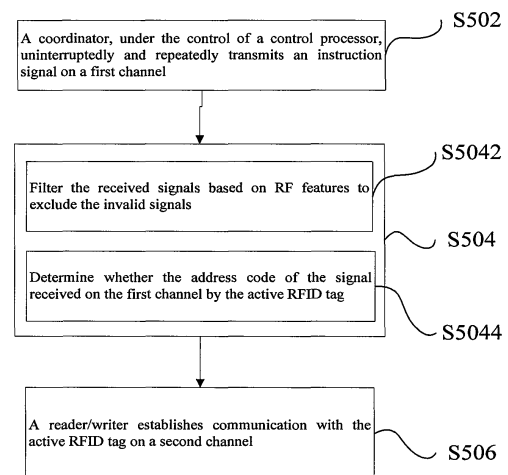 S502
A coordinator, under the control of a control processor,
uninterruptedly and repeatedly transmits an instruction
signal on a first channel
S5042
Filter the received signals based on RF features to
exclude the invalid signals
S504
Determine whether the address code of the signal
received on the first channel by the active RFID tag
S5044
A reader/writer establishes communication with the
active RFID tag on a second channel
S506